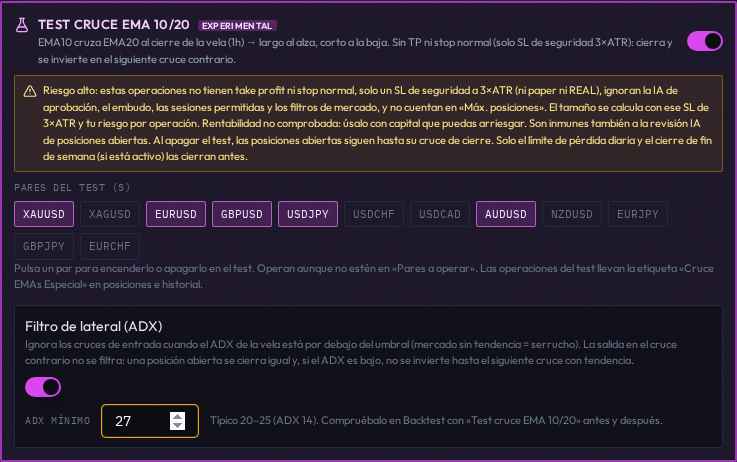 TEST CRUCE EMA 10/20 EXPERIMENTAL
EMA10 cruza EMA20 al cierre de la vela (1h) → largo al alza, corto a la baja. Sin TP ni stop normal (solo SL de seguridad 3×ATR): cierra y
se invierte en el siguiente cruce contrario.
Riesgo alto: estas operaciones no tienen take profit ni stop normal, solo un SL de seguridad a 3×ATR (ni paper ni REAL), ignoran la IA de
aprobación, el embudo, las sesiones permitidas y los filtros de mercado, y no cuentan en «Máx. posiciones». El tamaño se calcula con ese SL de
3×ATR y tu riesgo por operación. Rentabilidad no comprobada: úsalo con capital que puedas arriesgar. Son inmunes también a la revisión IA
de posiciones abiertas. Al apagar el test, las posiciones abiertas siguen hasta su cruce de cierre. Solo el límite de pérdida diaria y el cierre de fin
de semana (si está activo) las cierran antes.
PARES DEL TEST (5)
XAUUSD XAGUSD EURUSD GBPUSD USDJPY USDCHF USDCAD AUDUSD NZDUSD EURJPY
GBPJPY EURCHF
Pulsa un par para encenderlo o apagarlo en el test. Operan aunque no estén en «Pares a operar». Las operaciones del test llevan la etiqueta «Cruce
EMAs Especial» en posiciones e historial.
Filtro de lateral (ADX)
Ignora los cruces de entrada cuando el ADX de la vela está por debajo del umbral (mercado sin tendencia = serrucho). La salida en el cruce
contrario no se filtra: una posición abierta se cierra igual y, si el ADX es bajo, no se invierte hasta el siguiente cruce con tendencia.
ADX MÍNIMO 27 Típico 20–25 (ADX 14). Compruébalo en Backtest con «Test cruce EMA 10/20» antes y después.